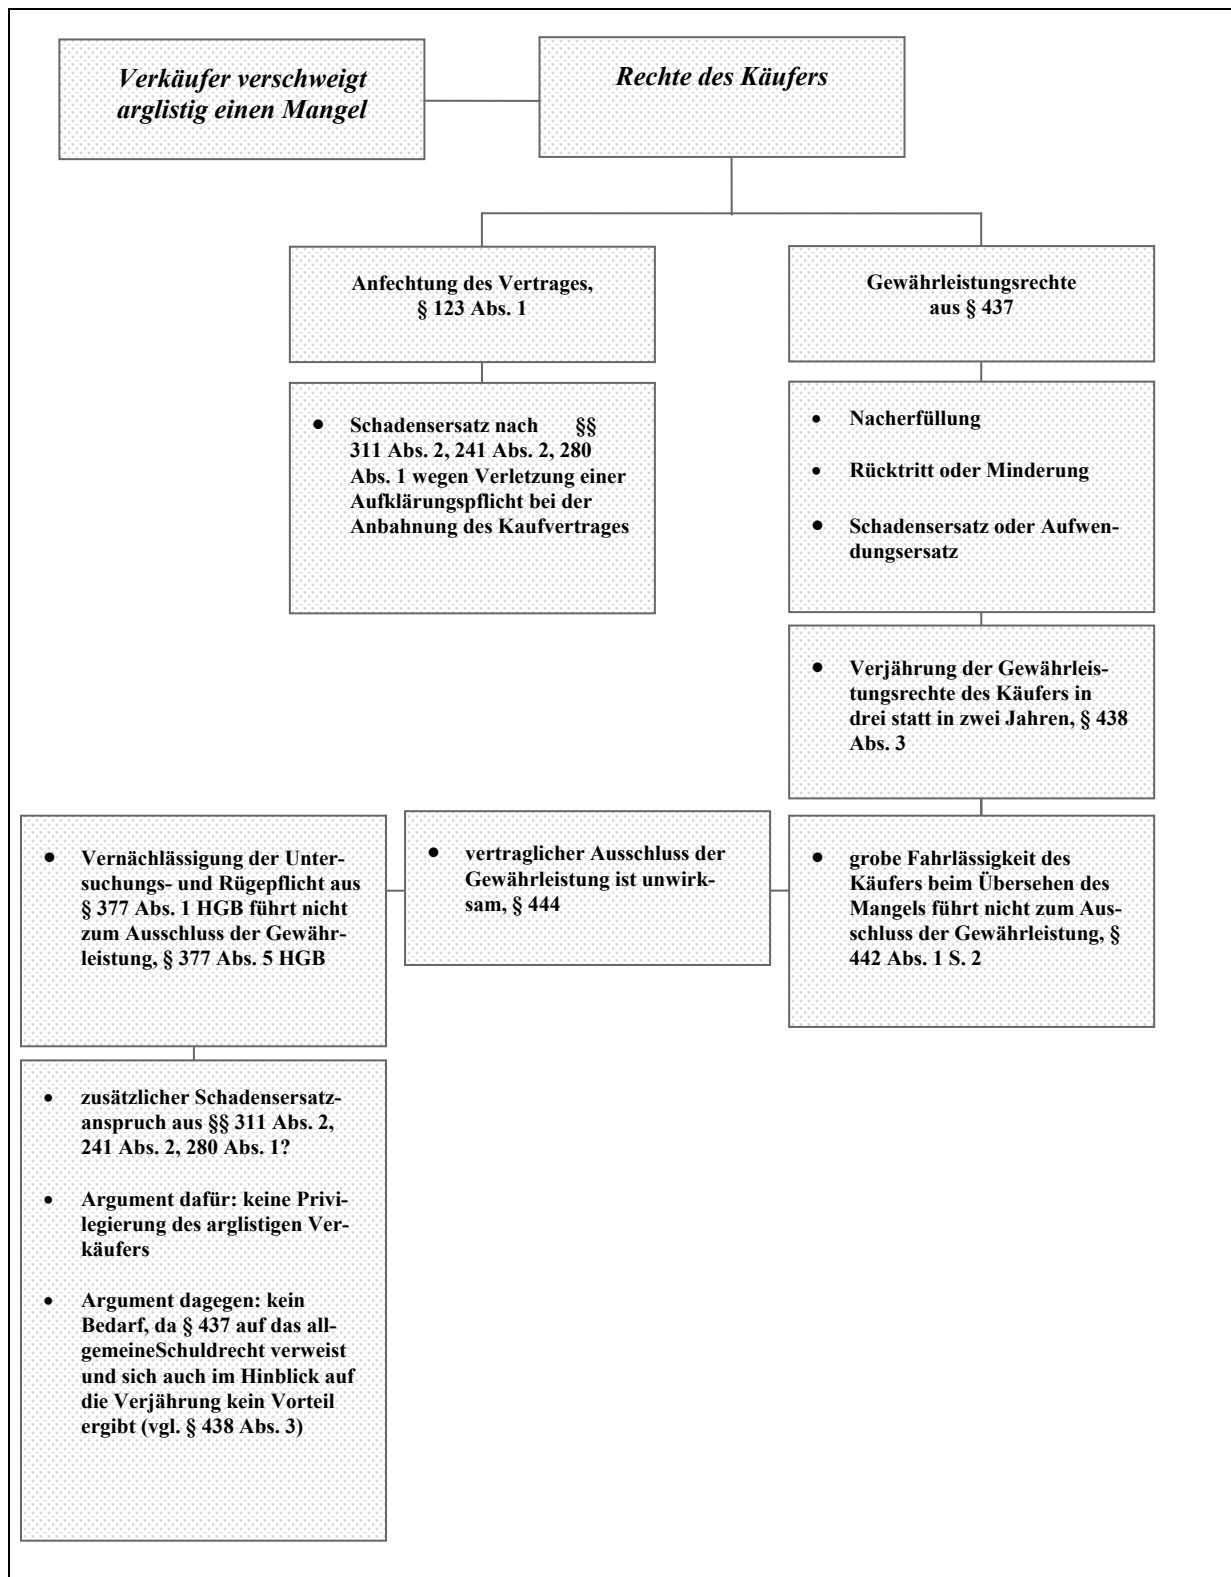 Verkäufer verschweigt
arglistig einen Mangel
Rechte des Käufers
Anfechtung des Vertrages,
§ 123 Abs. 1
Gewährleistungsrechte
aus § 437
• Schadensersatz nach §§
311 Abs. 2, 241 Abs. 2, 280
Abs. 1 wegen Verletzung einer
Aufklärungspflicht bei der
Anbahnung des Kaufvertrages
• Nacherfüllung
• Rücktritt oder Minderung
• Schadensersatz oder Aufwen-
dungsersatz
• Verjährung der Gewährleis-
tungsrechte des Käufers in
drei statt in zwei Jahren, § 438
Abs. 3
• grobe Fahrlässigkeit des
Käufers beim Übersehen des
Mangels führt nicht zum Aus-
schluss der Gewährleistung, §
442 Abs. 1 S. 2
• vertraglicher Ausschluss der
Gewährleistung ist unwirk-
sam, § 444
• Vernächlässigung der Unter-
suchungs- und Rügepflicht aus
§ 377 Abs. 1 HGB führt nicht
zum Ausschluss der Gewähr-
leistung, § 377 Abs. 5 HGB
• zusätzlicher Schadensersatz-
anspruch aus §§ 311 Abs. 2,
241 Abs. 2, 280 Abs. 1?
• Argument dafür: keine Privi-
legierung des arglistigen Ver-
käufers
• Argument dagegen: kein
Bedarf, da § 437 auf das all-
gemeineSchuldrecht verweist
und sich auch im Hinblick auf
die Verjährung kein Vorteil
ergibt (vgl. § 438 Abs. 3)